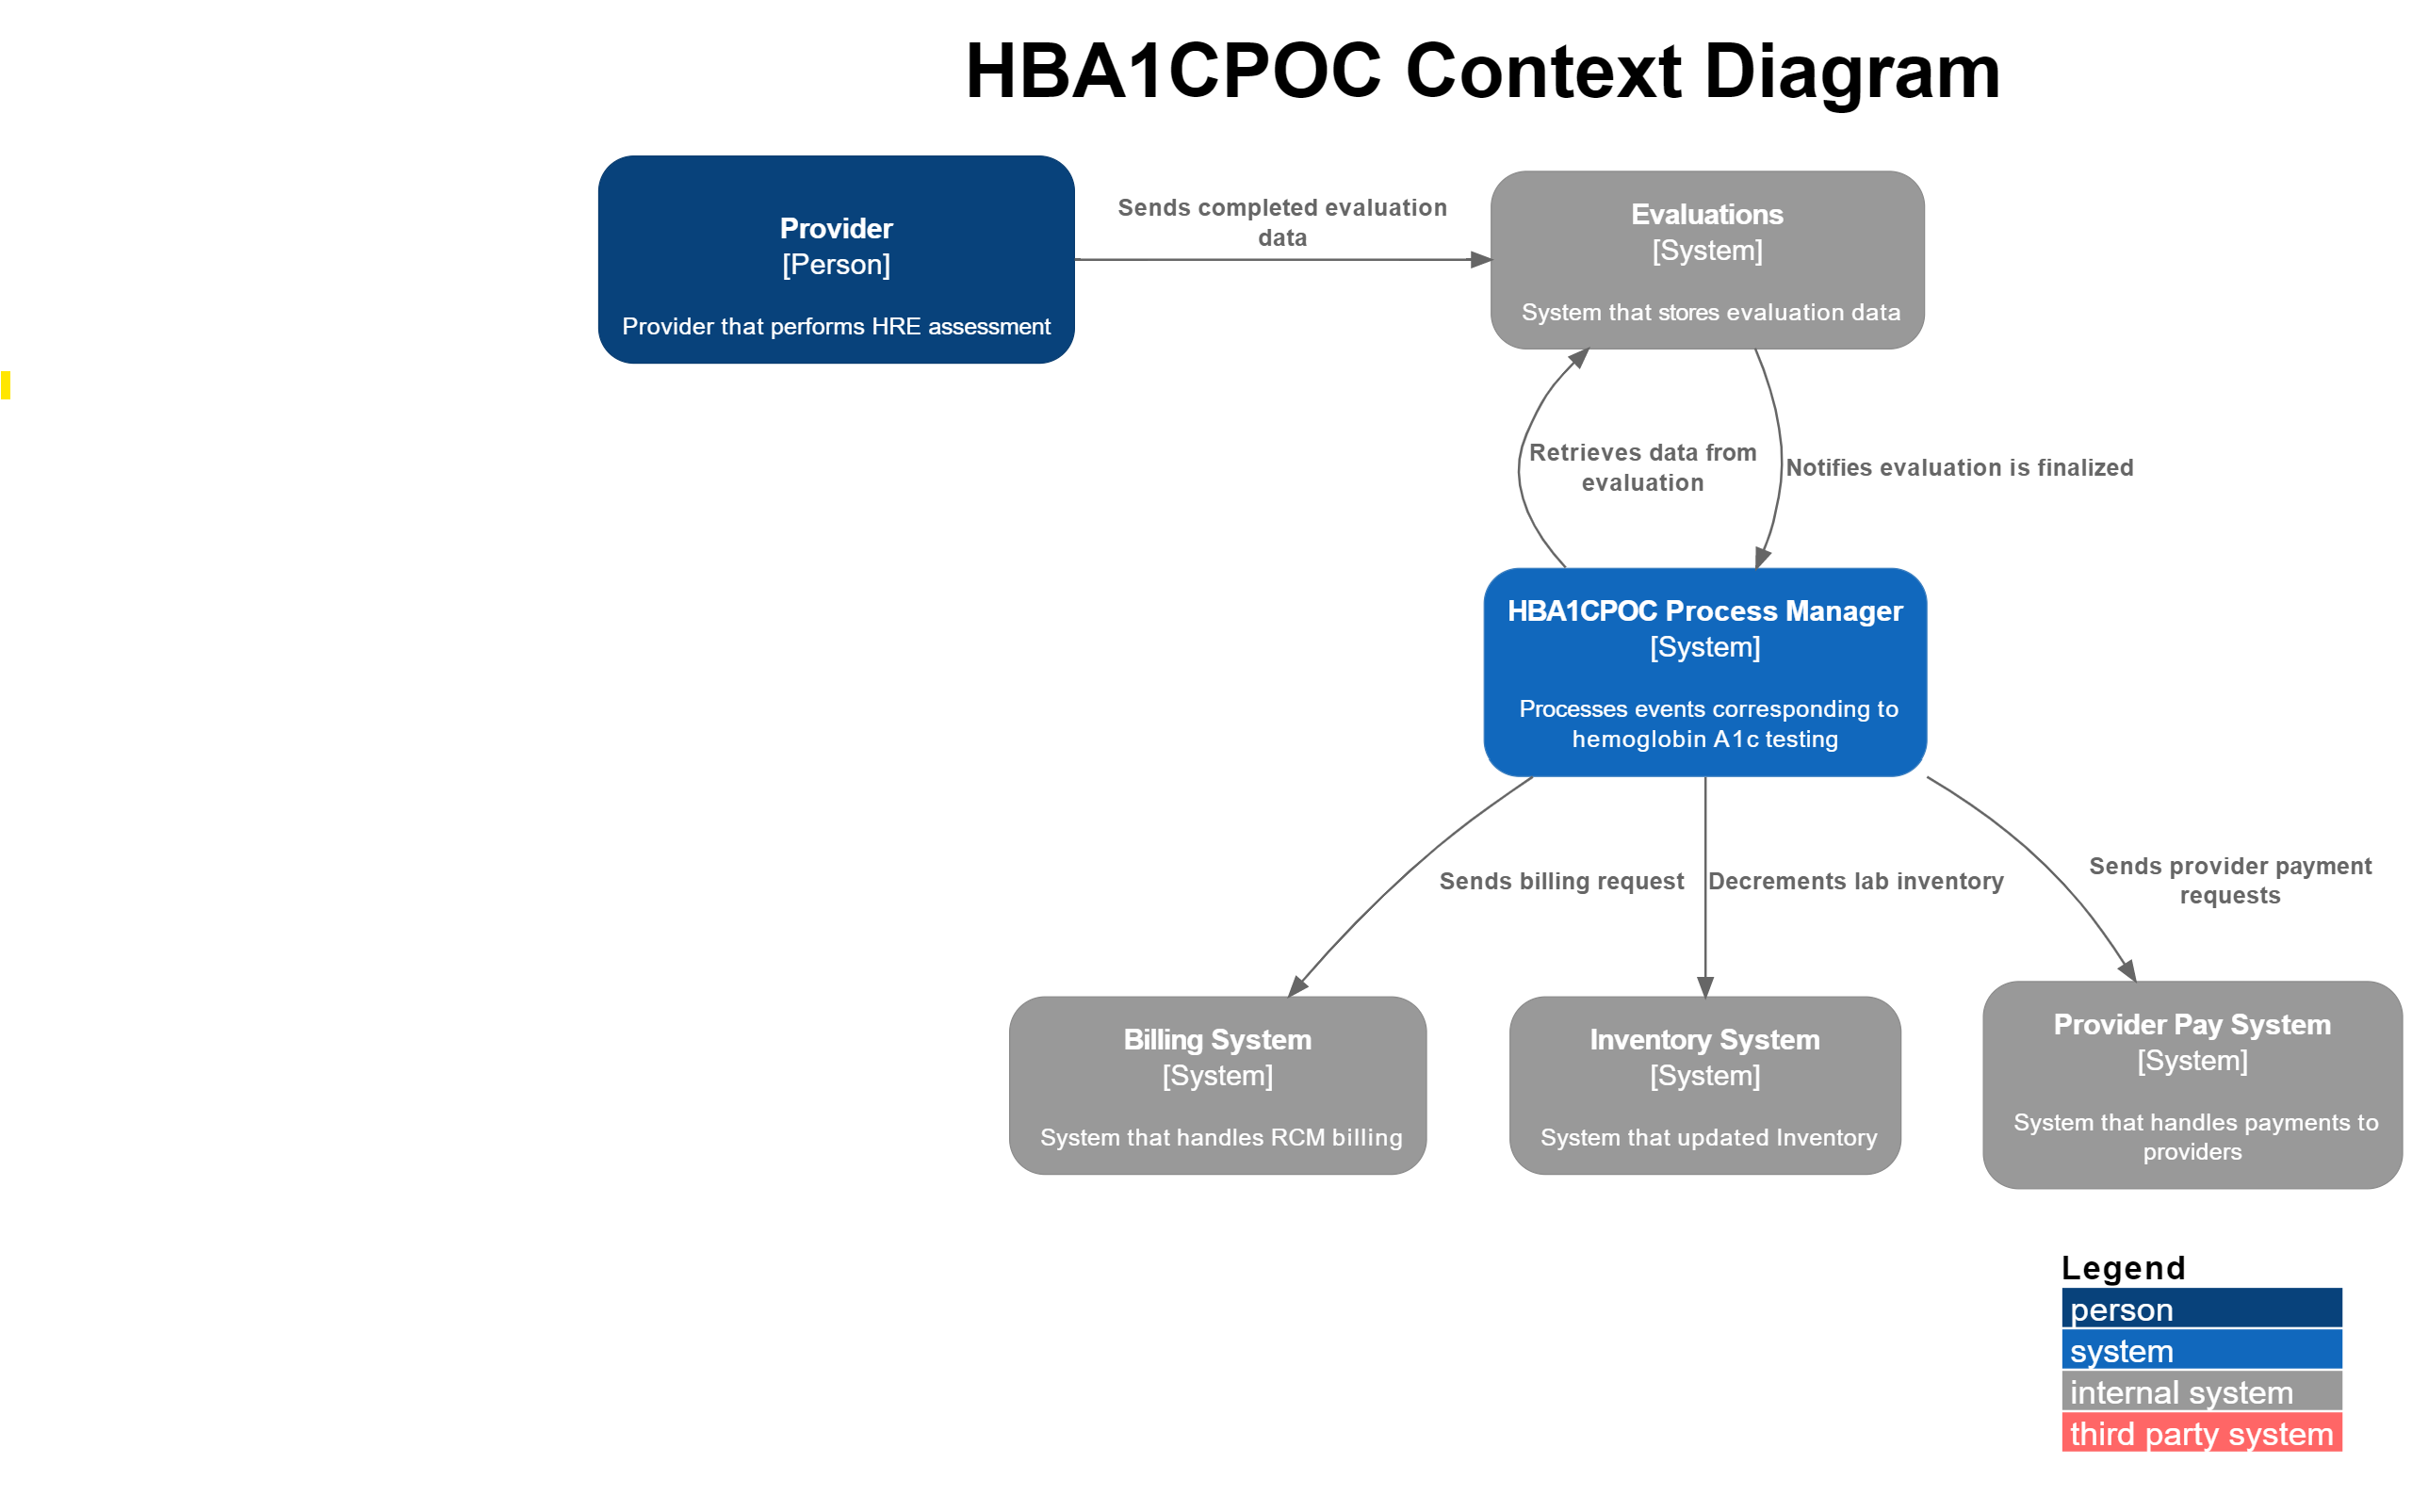 HBA1CPOC Context Diagram
Provider
[Person]
Provider that performs HRE assessment
Sends completed evaluation
data
Evaluations
[System]
System that stores evaluation data
Retrieves data from
evaluation
Notifies evaluation is finalized
HBA1CPOC Process Manager
[System]
Processes events corresponding to
hemoglobin A1c testing
Sends billing request
Decrements lab inventory
Sends provider payment
requests
Billing System
[System]
System that handles RCM billing
Inventory System
[System]
System that updated Inventory
Provider Pay System
[System]
System that handles payments to
providers
Legend
person
system
internal system
third party system